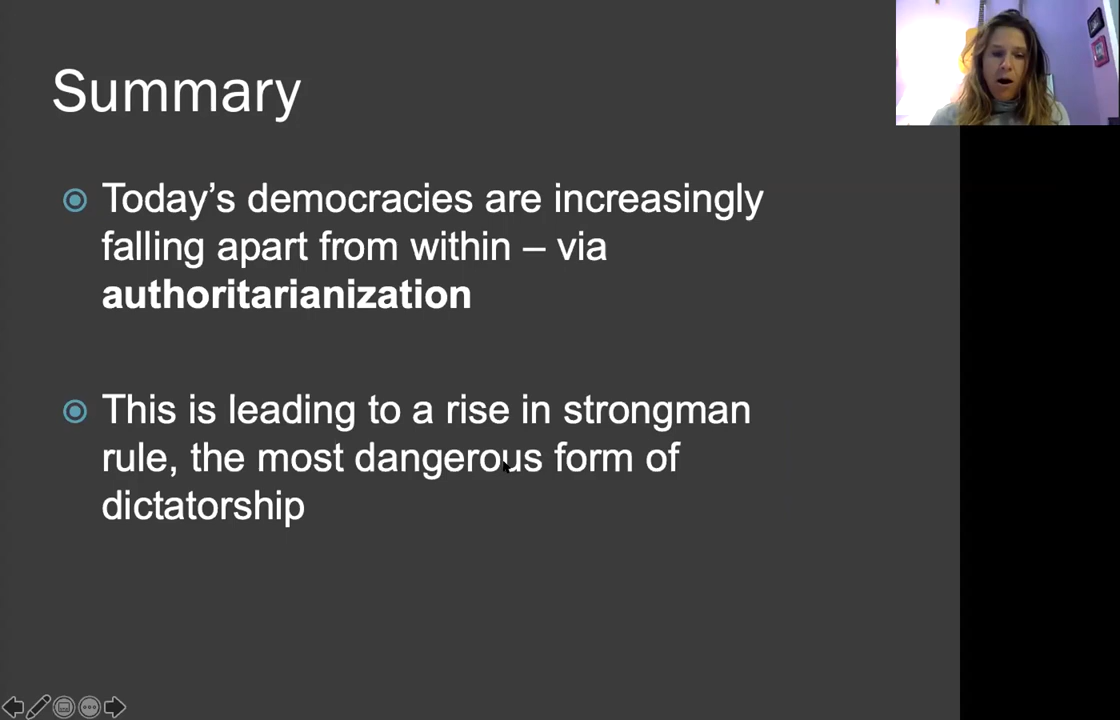 Summary
Today’s democracies are increasingly
falling apart from within – via
authoritarianization
This is leading to a rise in strongman
rule, the most dangerous form of
dictatorship